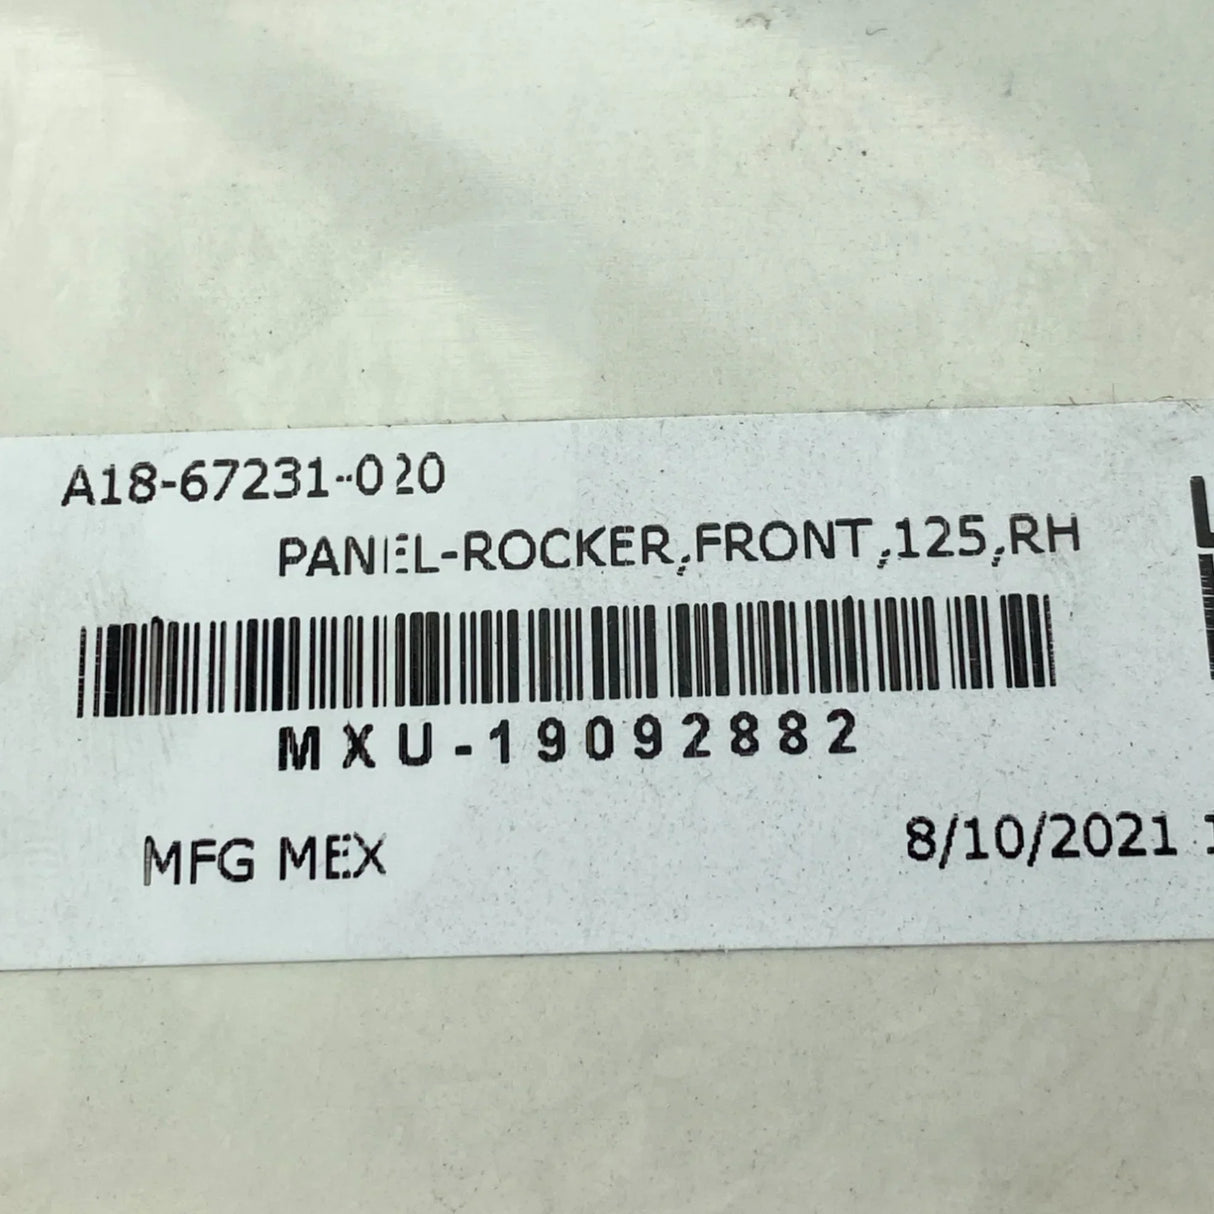 A18-67231-020
PANEL-ROCKER,FRONT,125,RH
MXU-19092882
MFG MEX
8/10/2021